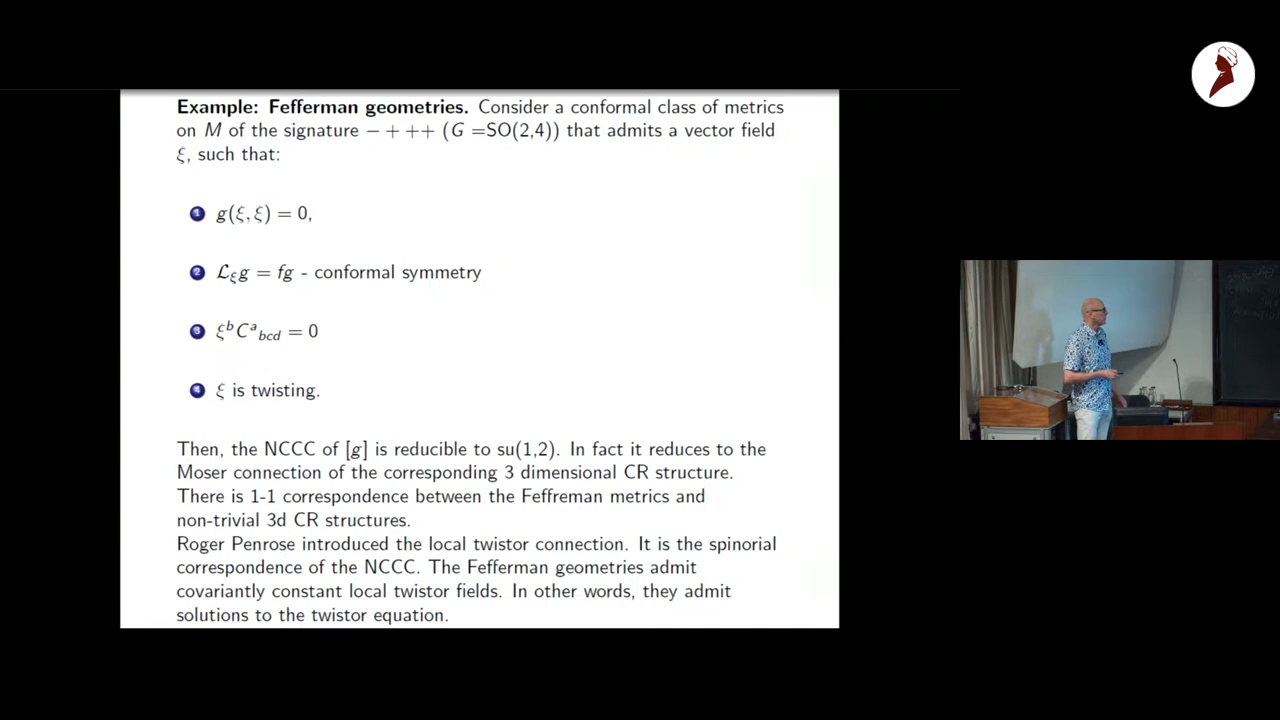 Example: Fefferman geometries. Consider a conformal class of metrics
on M of the signature − + ++ (G =SO(2,4)) that admits a vector field
ξ, such that:
1 g(ξ, ξ) = 0,
2 ℒ_ξ g = fg - conformal symmetry
3 ξ^b C^a_{bcd} = 0
4 ξ is twisting.
Then, the NCCC of [g] is reducible to su(1,2). In fact it reduces to the
Moser connection of the corresponding 3 dimensional CR structure.
There is 1-1 correspondence between the Feffreman metrics and
non-trivial 3d CR structures.
Roger Penrose introduced the local twistor connection. It is the spinorial
correspondence of the NCCC. The Fefferman geometries admit
covariantly constant local twistor fields. In other words, they admit
solutions to the twistor equation.